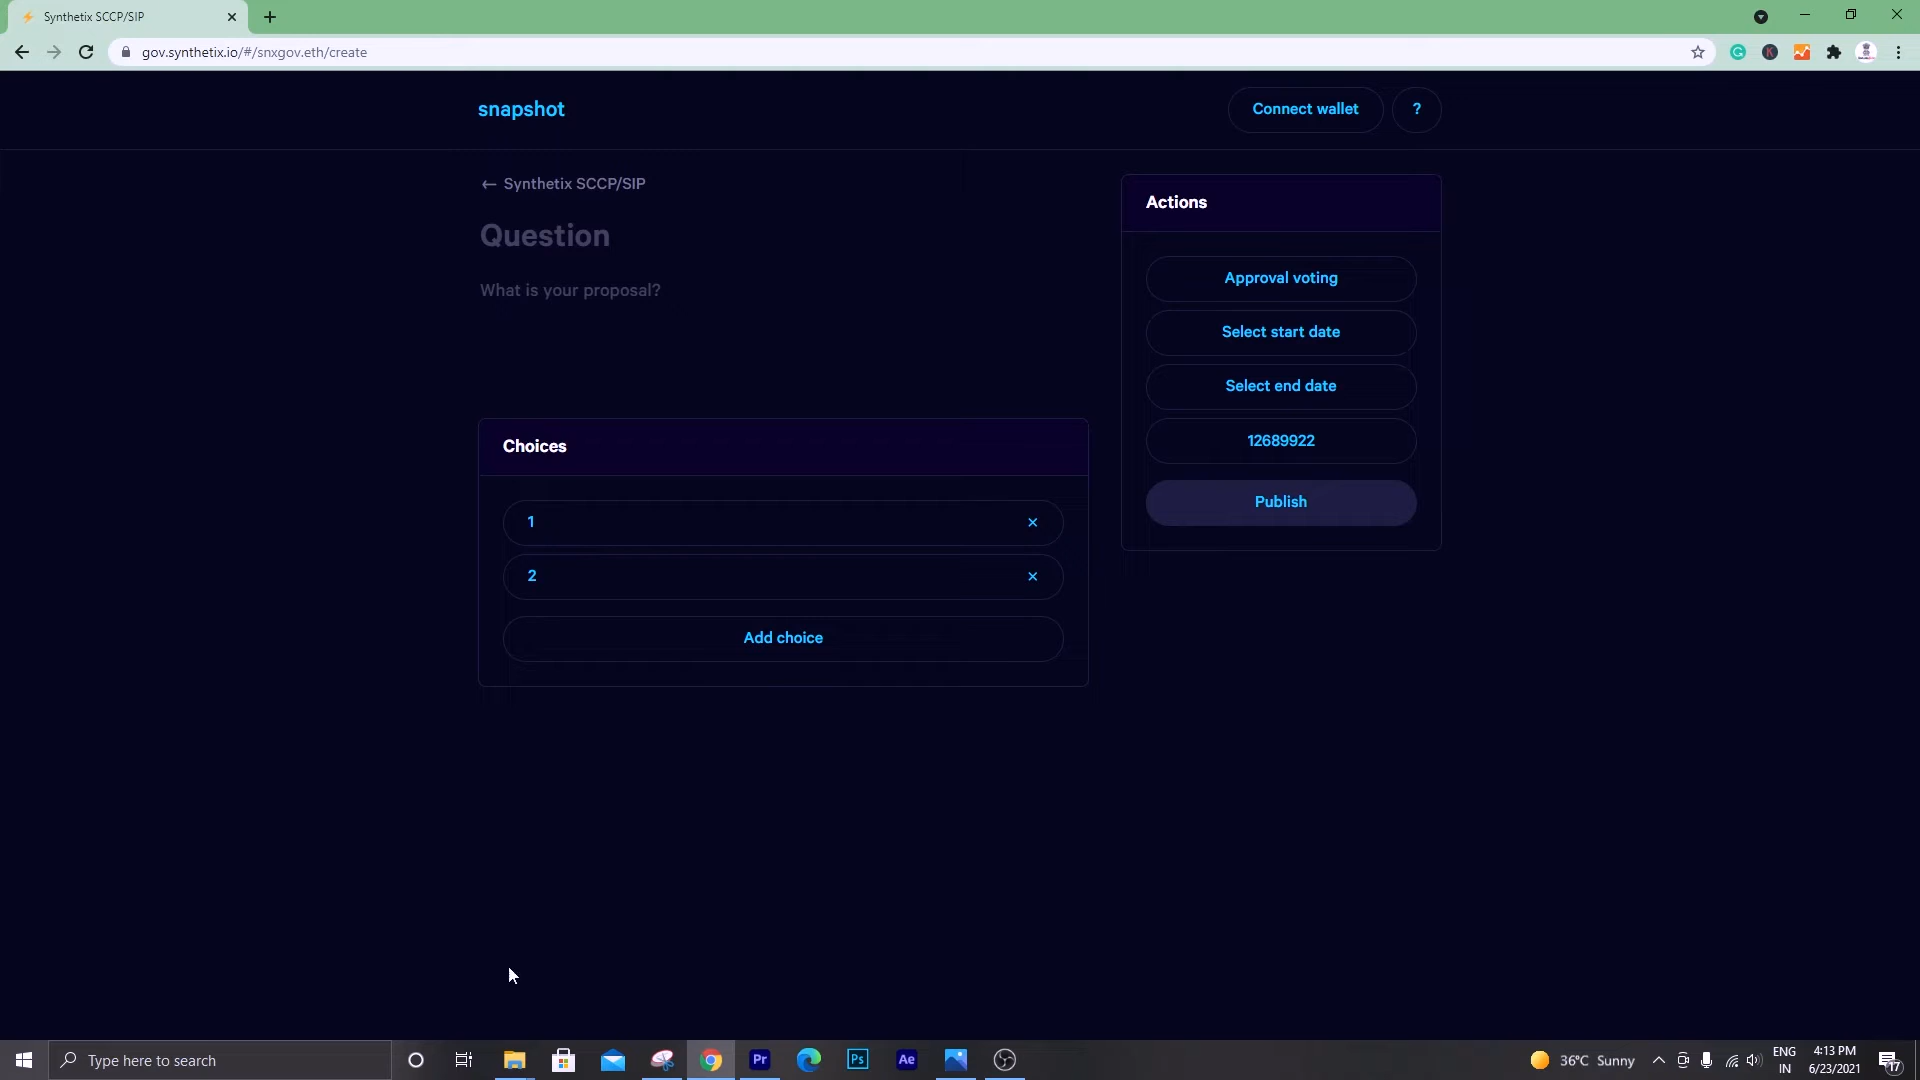 Synthetix SCCP/SIP
gov.synthetix.io/#/snxgov.eth/create
snapshot
Connect wallet
?
← Synthetix SCCP/SIP
Question
What is your proposal?
Choices
1
2
Add choice
Actions
Approval voting
Select start date
Select end date
12689922
Publish
Type here to search
Pr
Ps
Ae
36°C Sunny
ENG
IN
4:13 PM
6/23/2021
17